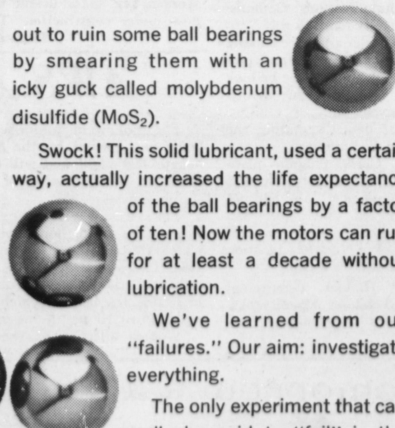 out to ruin some ball bearings
by smearing them with an
icky guck called molybdenum
disulfide (MoS₂).
Swock! This solid lubricant, used a certai
way, actually increased the life expectanc
of the ball bearings by a facto
of ten! Now the motors can ru
for at least a decade withou
lubrication.
We've learned from ou
"failures." Our aim: investigat
everything.
The only experiment that ca